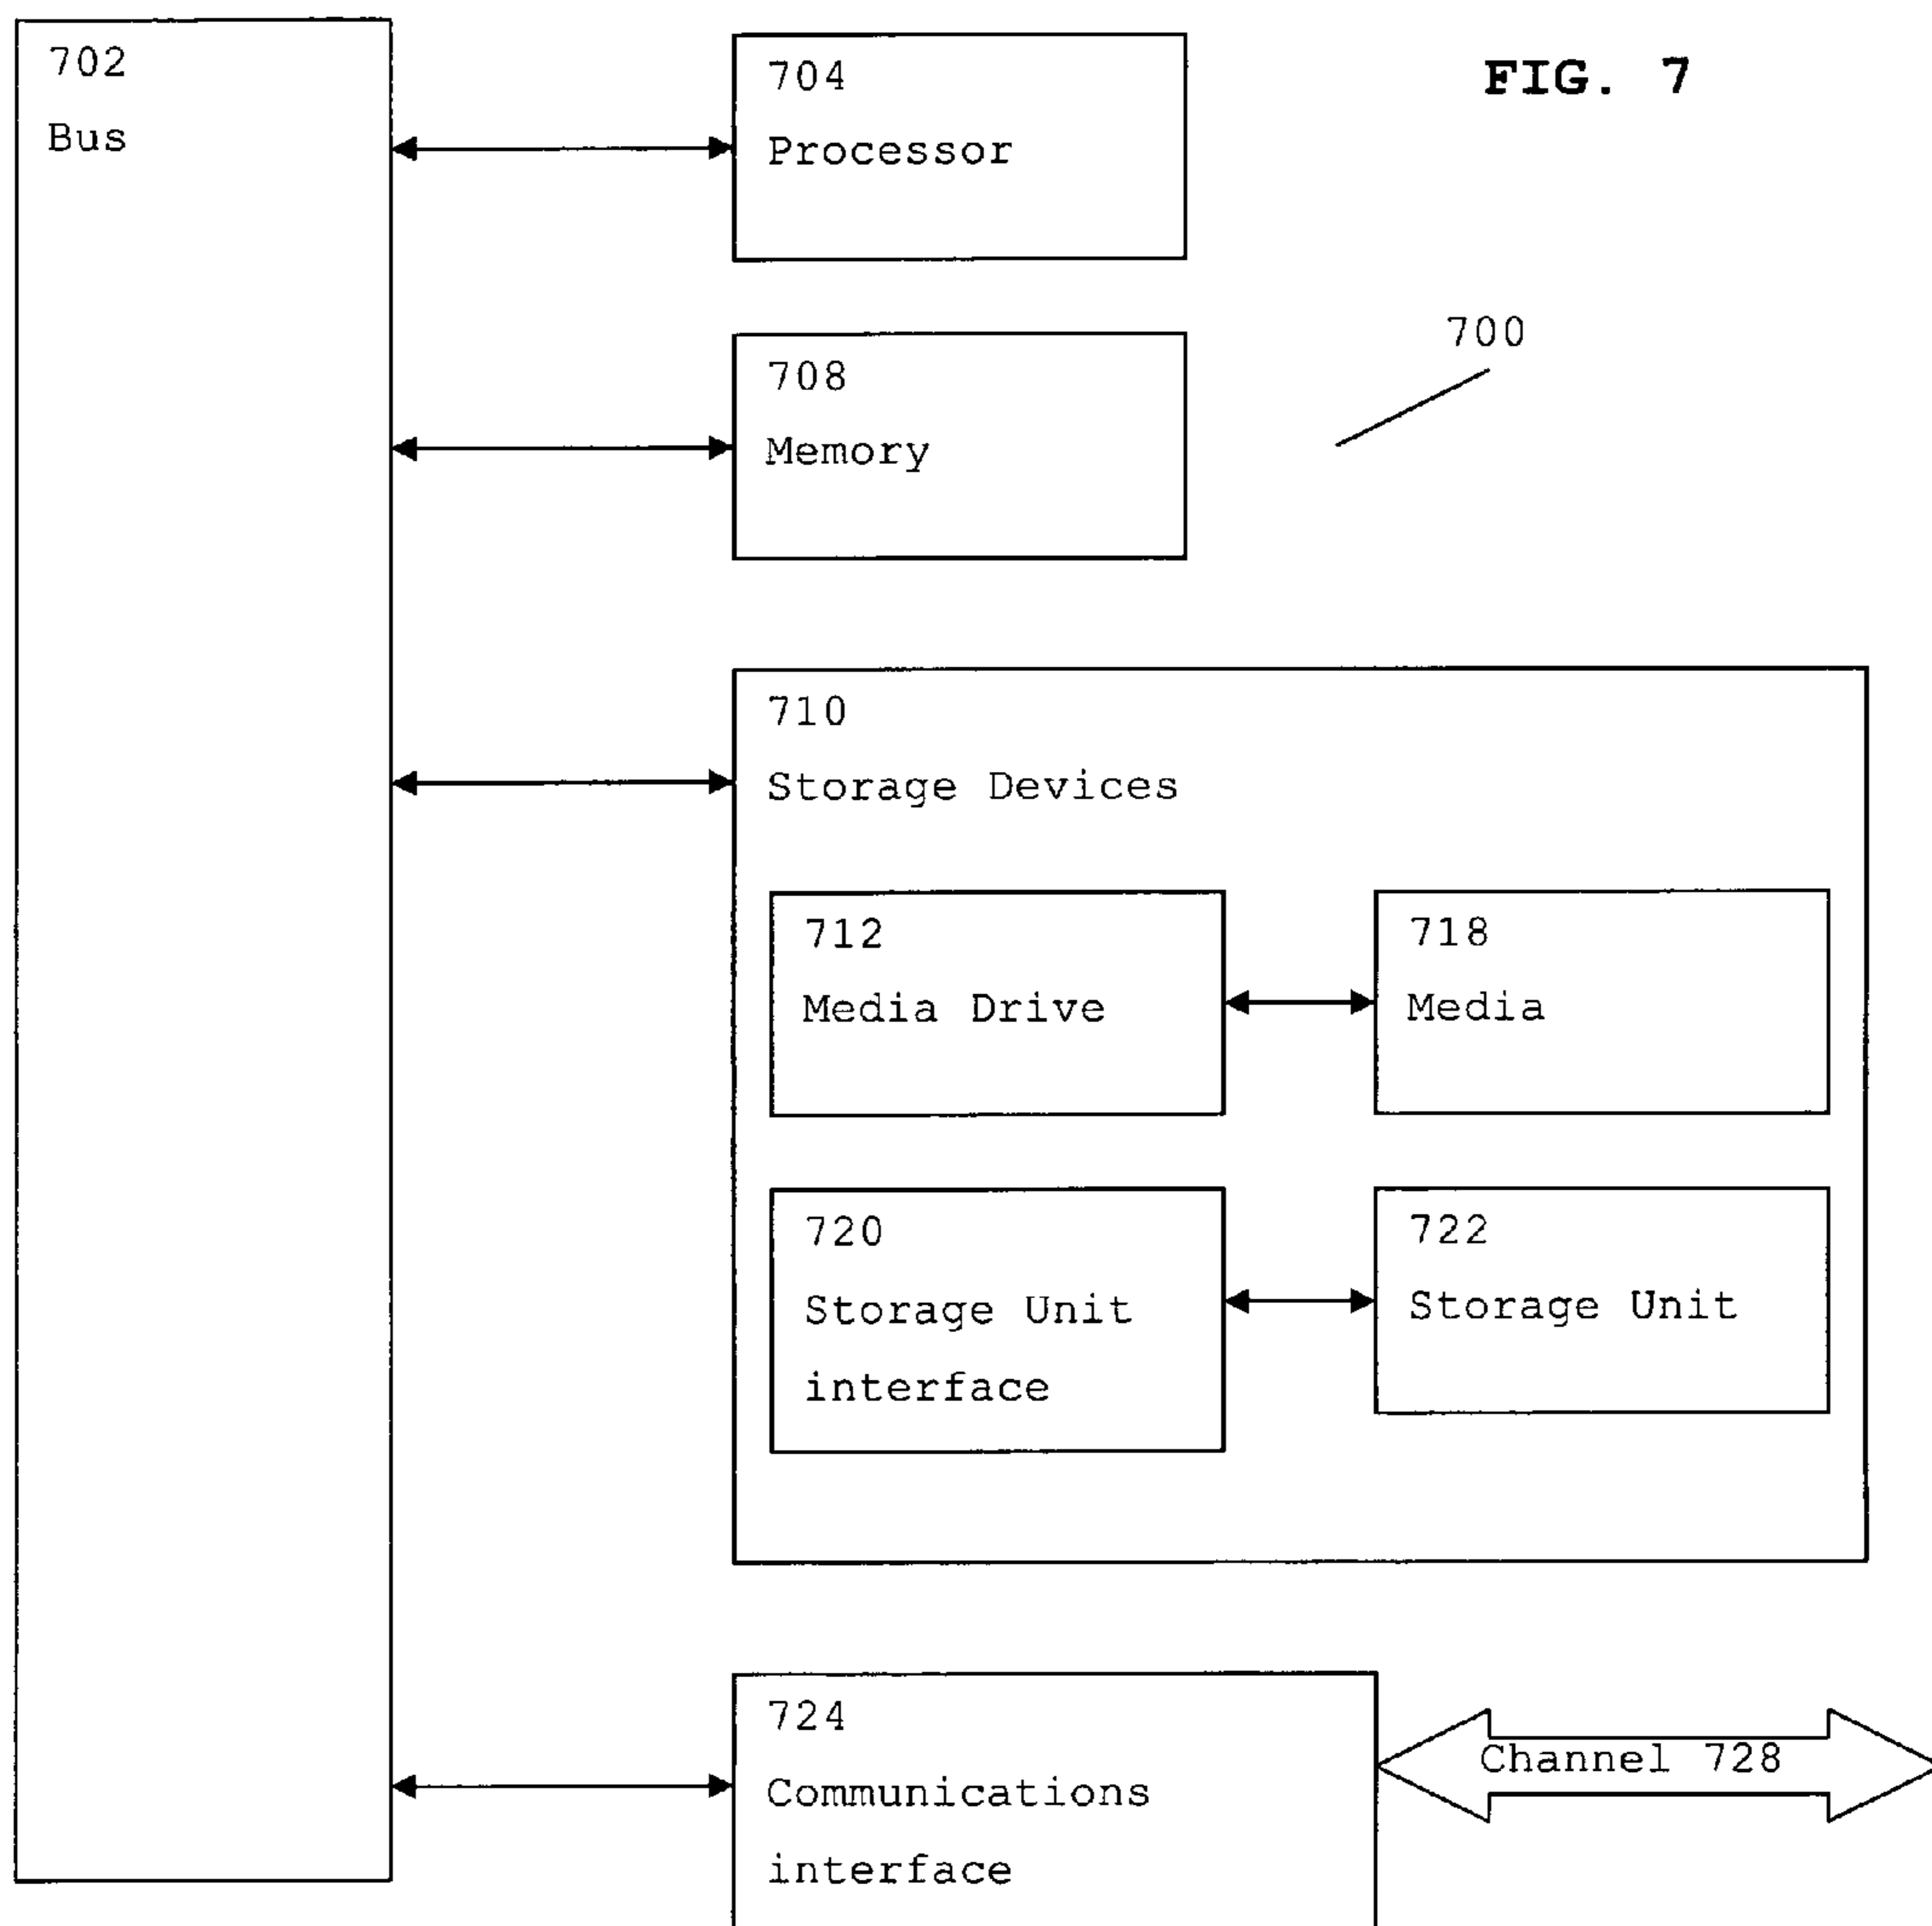 702
Bus
704
Processor
FIG. 7
700
708
Memory
710
Storage Devices
712
Media Drive
718
Media
720
Storage Unit
interface
722
Storage Unit
724
Communications
interface
Channel 728